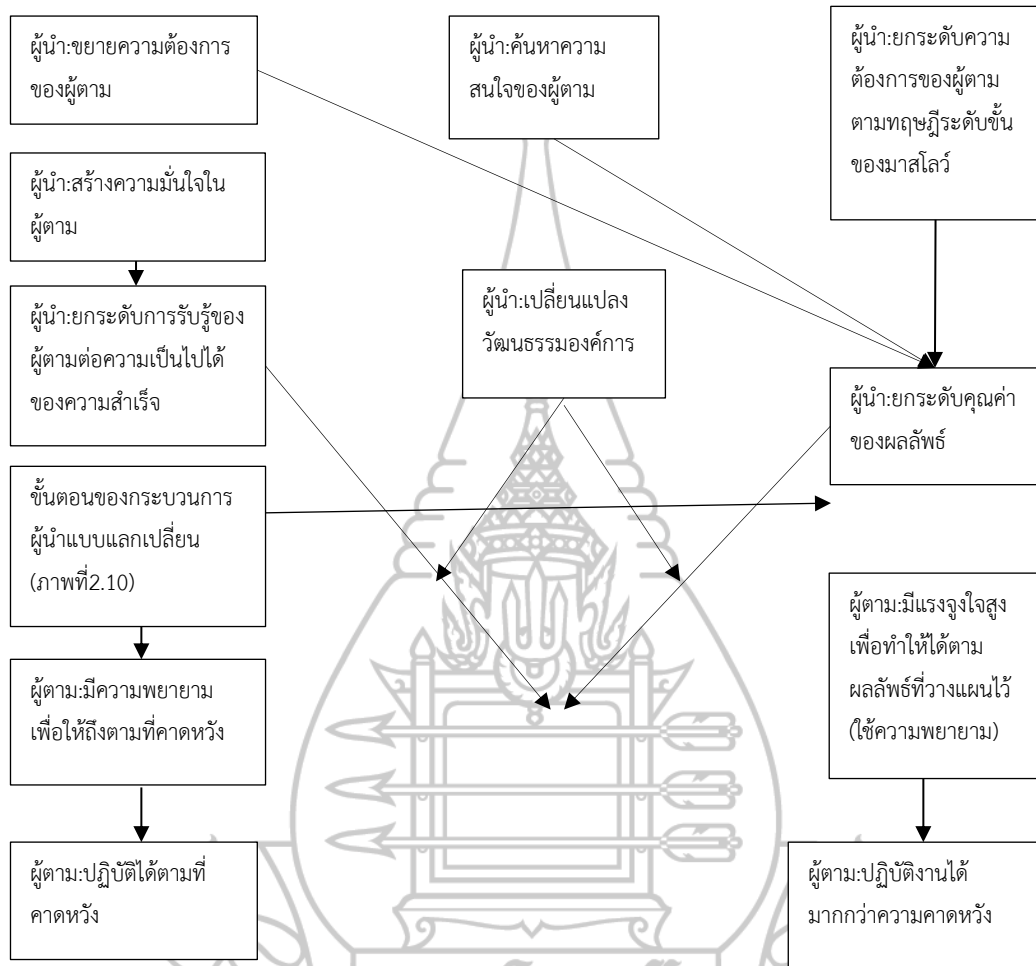 ผู้นำ:ขยายความต้องการ
ของผู้ตาม
ผู้นำ:ค้นหาความ
สนใจของผู้ตาม
ผู้นำ:ยกระดับความ
ต้องการของผู้ตาม
ตามทฤษฎีระดับขั้น
ของมาสโลว์
ผู้นำ:สร้างความมั่นใจใน
ผู้ตาม
ผู้นำ:ยกระดับการรับรู้ของ
ผู้ตามต่อความเป็นไปได้
ของความสำเร็จ
ผู้นำ:เปลี่ยนแปลง
วัฒนธรรมองค์การ
ผู้นำ:ยกระดับคุณค่า
ของผลลัพธ์
ขั้นตอนของกระบวนการ
ผู้นำแบบแลกเปลี่ยน
(ภาพที่2.10)
ผู้ตาม:มีแรงจูงใจสูง
เพื่อทำให้ได้ตาม
ผลลัพธ์ที่วางแผนไว้
(ใช้ความพยายาม)
ผู้ตาม:มีความพยายาม
เพื่อให้ถึงตามที่คาดหวัง
ผู้ตาม:ปฏิบัติได้ตามที่
คาดหวัง
ผู้ตาม:ปฏิบัติงานได้
มากกว่าความคาดหวัง